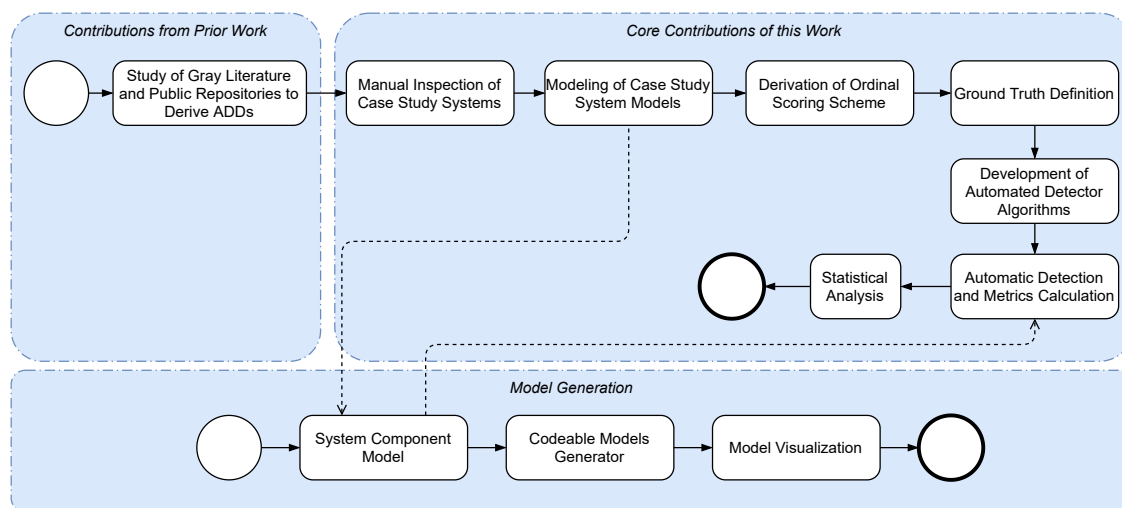 Contributions from Prior Work
Study of Gray Literature
and Public Repositories to
Derive ADDs
Core Contributions of this Work
Manual Inspection of
Case Study Systems
Modeling of Case Study
System Models
Derivation of Ordinal
Scoring Scheme
Ground Truth Definition
Development of
Automated Detector
Algorithms
Automatic Detection
and Metrics Calculation
Statistical
Analysis
Model Generation
System Component
Model
Codeable Models
Generator
Model Visualization